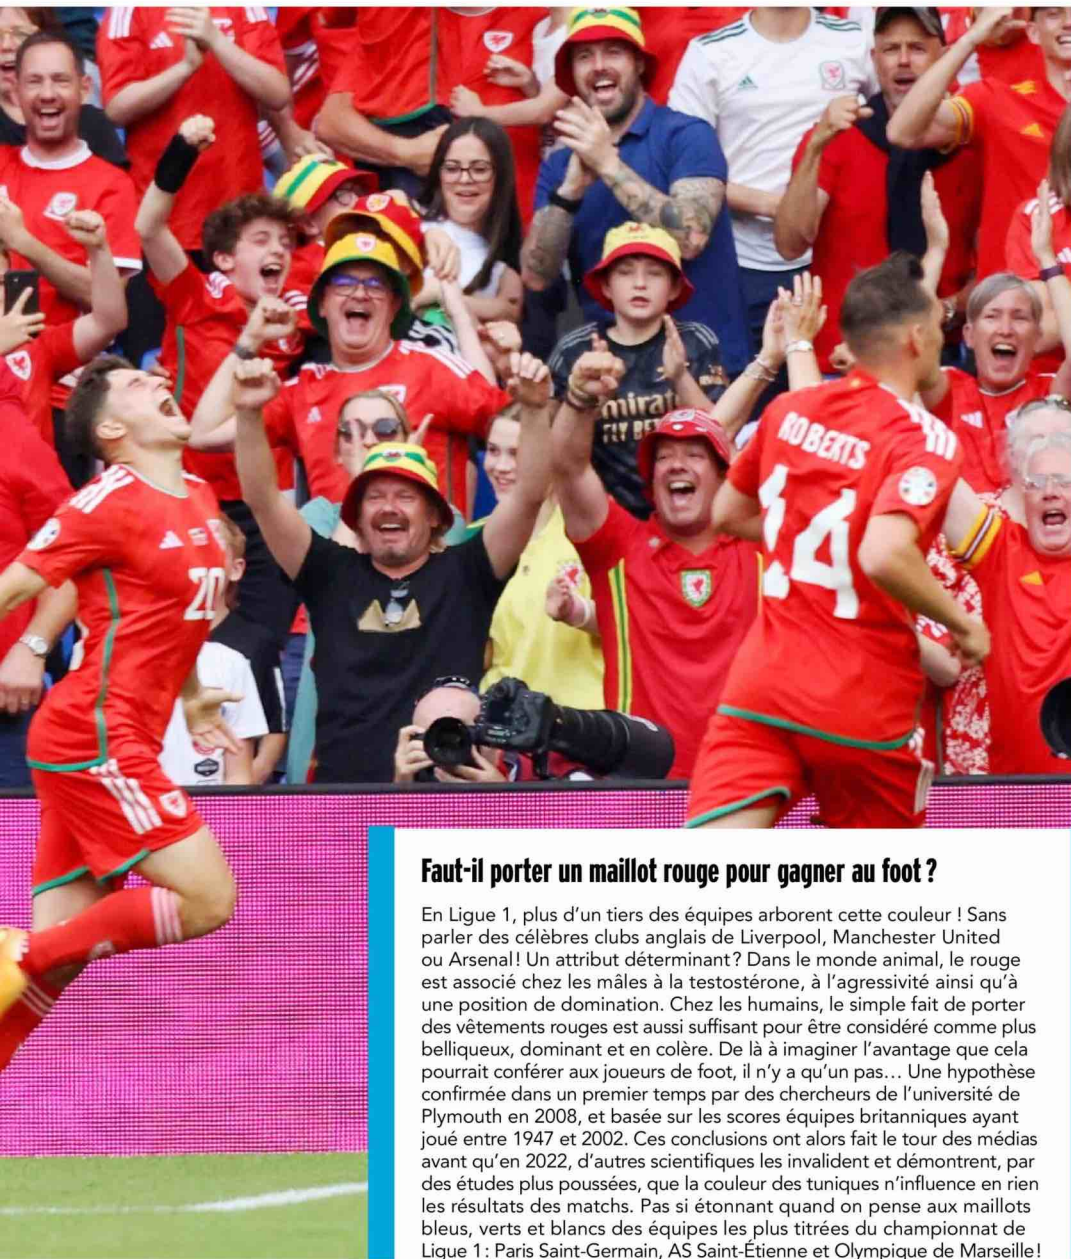 mirat
FLY BE
ROBERTS
14
20
Faut-il porter un maillot rouge pour gagner au foot ?
En Ligue 1, plus d’un tiers des équipes arborent cette couleur ! Sans
parler des célèbres clubs anglais de Liverpool, Manchester United
ou Arsenal ! Un attribut déterminant ? Dans le monde animal, le rouge
est associé chez les mâles à la testostérone, à l’agressivité ainsi qu’à
une position de domination. Chez les humains, le simple fait de porter
des vêtements rouges est aussi suffisant pour être considéré comme plus
belliqueux, dominant et en colère. De là à imaginer l’avantage que cela
pourrait conférer aux joueurs de foot, il n’y a qu’un pas… Une hypothèse
confirmée dans un premier temps par des chercheurs de l’université de
Plymouth en 2008, et basée sur les scores équipes britanniques ayant
joué entre 1947 et 2002. Ces conclusions ont alors fait le tour des médias
avant qu’en 2022, d’autres scientifiques les invalident et démontrent, par
des études plus poussées, que la couleur des tuniques n’influence en rien
les résultats des matchs. Pas si étonnant quand on pense aux maillots
bleus, verts et blancs des équipes les plus titrées du championnat de
Ligue 1 : Paris Saint-Germain, AS Saint-Étienne et Olympique de Marseille !